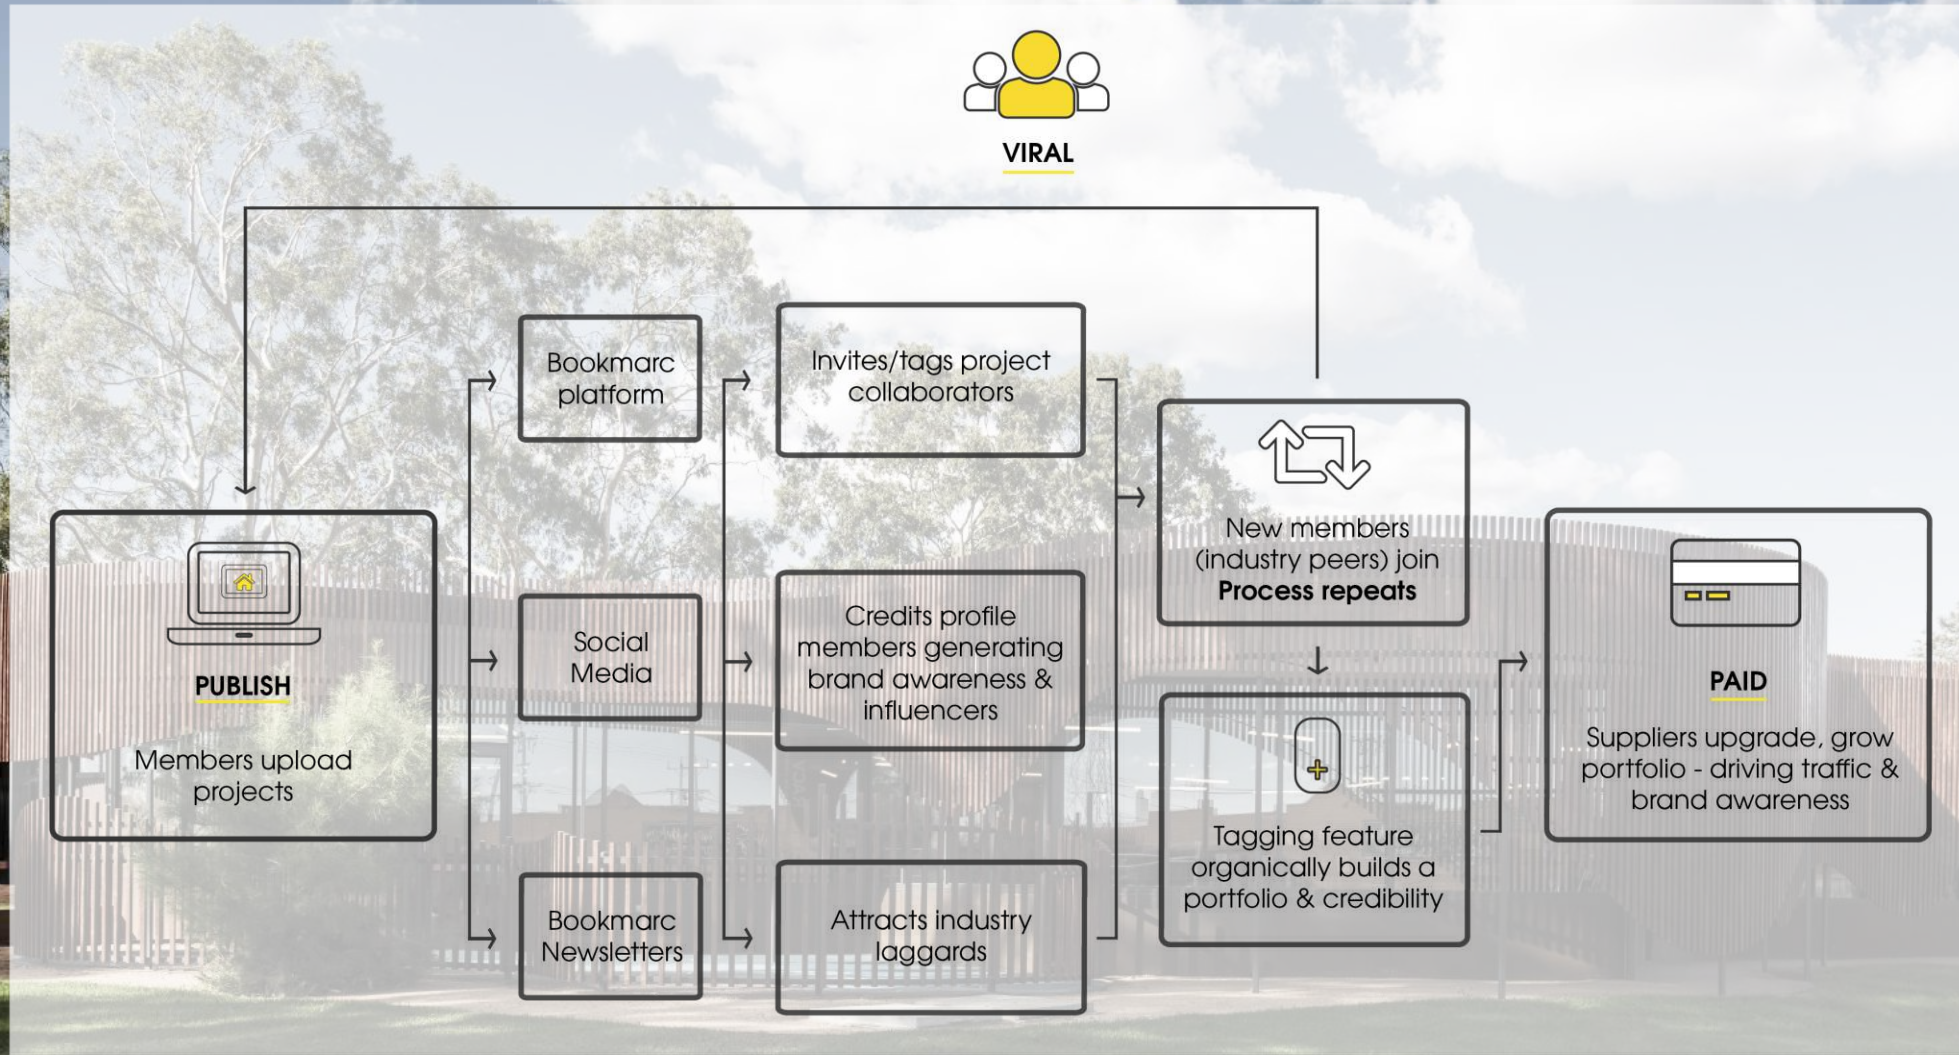 VIRAL
Bookmarc
platform
Invites/tags project
collaborators
New members
(industry peers) join
Process repeats
PUBLISH
Members upload
projects
Social
Media
Credits profile
members generating
brand awareness &
influencers
PAID
Suppliers upgrade, grow
portfolio - driving traffic &
brand awareness
Tagging feature
organically builds a
portfolio & credibility
Bookmarc
Newsletters
Attracts industry
laggards